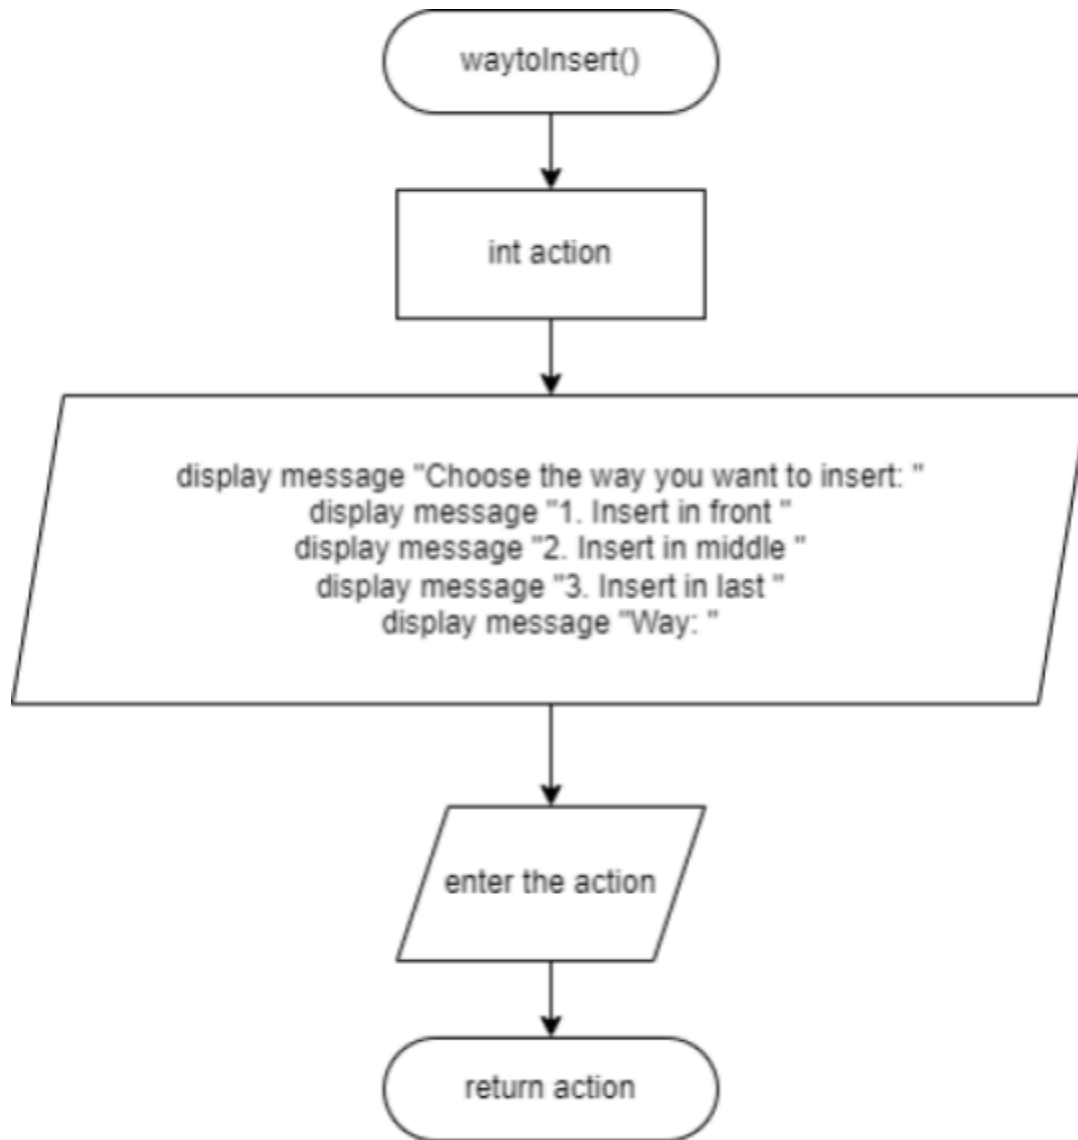 waytoInsert()
int action
display message "Choose the way you want to insert: "
display message "1. Insert in front "
display message "2. Insert in middle "
display message "3. Insert in last "
display message "Way: "
enter the action
return action